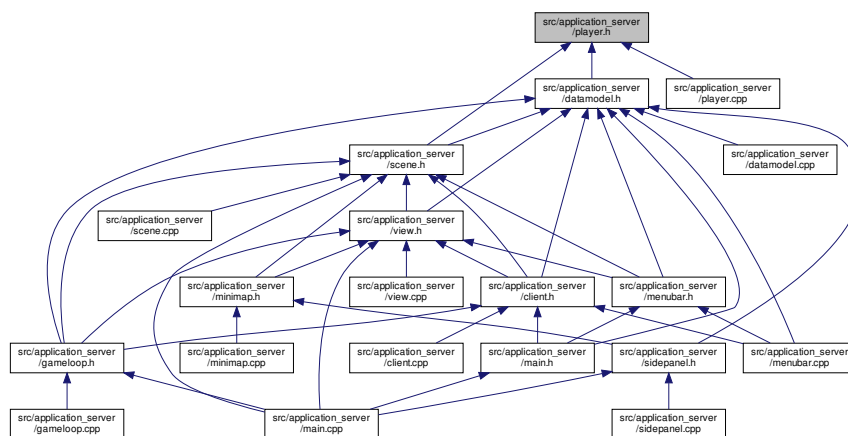 src/application_server
/player.h
src/application_server
/datamodel.h
src/application_server
/player.cpp
src/application_server
/scene.h
src/application_server
/datamodel.cpp
src/application_server
/scene.cpp
src/application_server
/view.h
src/application_server
/minimap.h
src/application_server
/view.cpp
src/application_server
/client.h
src/application_server
/menubar.h
src/application_server
/gameloop.h
src/application_server
/minimap.cpp
src/application_server
/client.cpp
src/application_server
/main.h
src/application_server
/sidepanel.h
src/application_server
/menubar.cpp
src/application_server
/gameloop.cpp
src/application_server
/main.cpp
src/application_server
/sidepanel.cpp